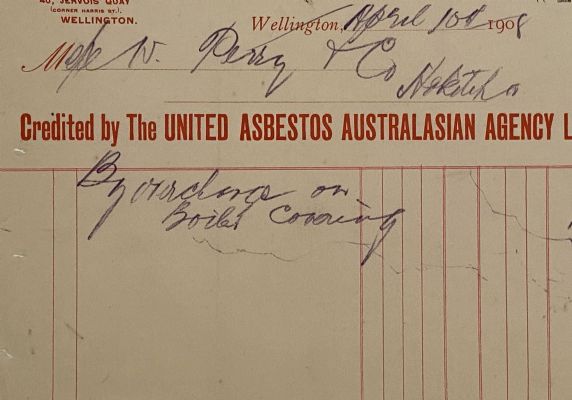 40, JERVOIS QUAY
(CORNER HARRIS ST.),
WELLINGTON.
Wellington, April 10th 1908
Messrs W. Perry & Co
Hokitika
Credited by The UNITED ASBESTOS AUSTRALASIAN AGENCY L
By overcharge on
Boiler Covering